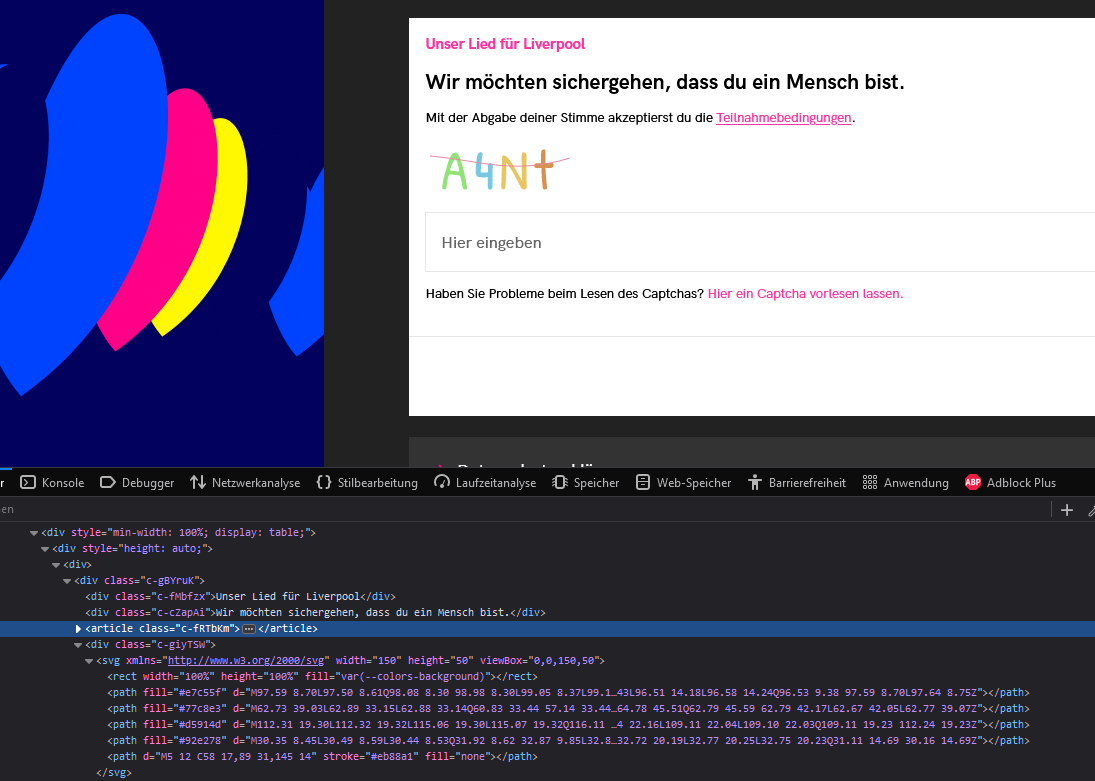 Unser Lied für Liverpool
Wir möchten sichergehen, dass du ein Mensch bist.
Mit der Abgabe deiner Stimme akzeptierst du die Teilnahmebedingungen.
A4Nt
Hier eingeben
Haben Sie Probleme beim Lesen des Captchas? Hier ein Captcha vorlesen lassen.
r Konsole Debugger Netzwerkanalyse Stilbearbeitung Laufzeitanalyse Speicher Web-Speicher Barrierefreiheit Anwendung ABP Adblock Plus
en
<div style="min-width: 100%; display: table;">
<div style="height: auto;">
<div>
<div class="c-gBYruK">
<div class="c-fMbfzx">Unser Lied für Liverpool</div>
<div class="c-cZapAi">Wir möchten sichergehen, dass du ein Mensch bist.</div>
<article class="c-fRTbKm">…</article>
<div class="c-giyTSW">
<svg xmlns="http://www.w3.org/2000/svg" width="150" height="50" viewBox="0,0,150,50">
<rect width="100%" height="100%" fill="var(--colors-background)"></rect>
<path fill="#e7c55f" d="M97.59 8.70L97.50 8.61Q98.08 8.30 98.98 8.30L99.05 8.37L99.1…43L96.51 14.18L96.58 14.24Q96.53 9.38 97.59 8.70L97.64 8.75Z"></path>
<path fill="#77c8e3" d="M62.73 39.03L62.89 33.15L62.88 33.14Q60.83 33.44 57.14 33.44…64.78 45.51Q62.79 45.59 62.79 42.17L62.67 42.05L62.77 39.07Z"></path>
<path fill="#d5914d" d="M112.31 19.30L112.32 19.32L115.06 19.30L115.07 19.32Q116.11 …4 22.16L109.11 22.04L109.10 22.03Q109.11 19.23 112.24 19.23Z"></path>
<path fill="#92e278" d="M30.35 8.45L30.49 8.59L30.44 8.53Q31.92 8.62 32.87 9.85L32.8…32.72 20.19L32.77 20.25L32.75 20.23Q31.11 14.69 30.16 14.69Z"></path>
<path d="M5 12 C58 17,89 31,145 14" stroke="#eb88a1" fill="none"></path>
</svg>